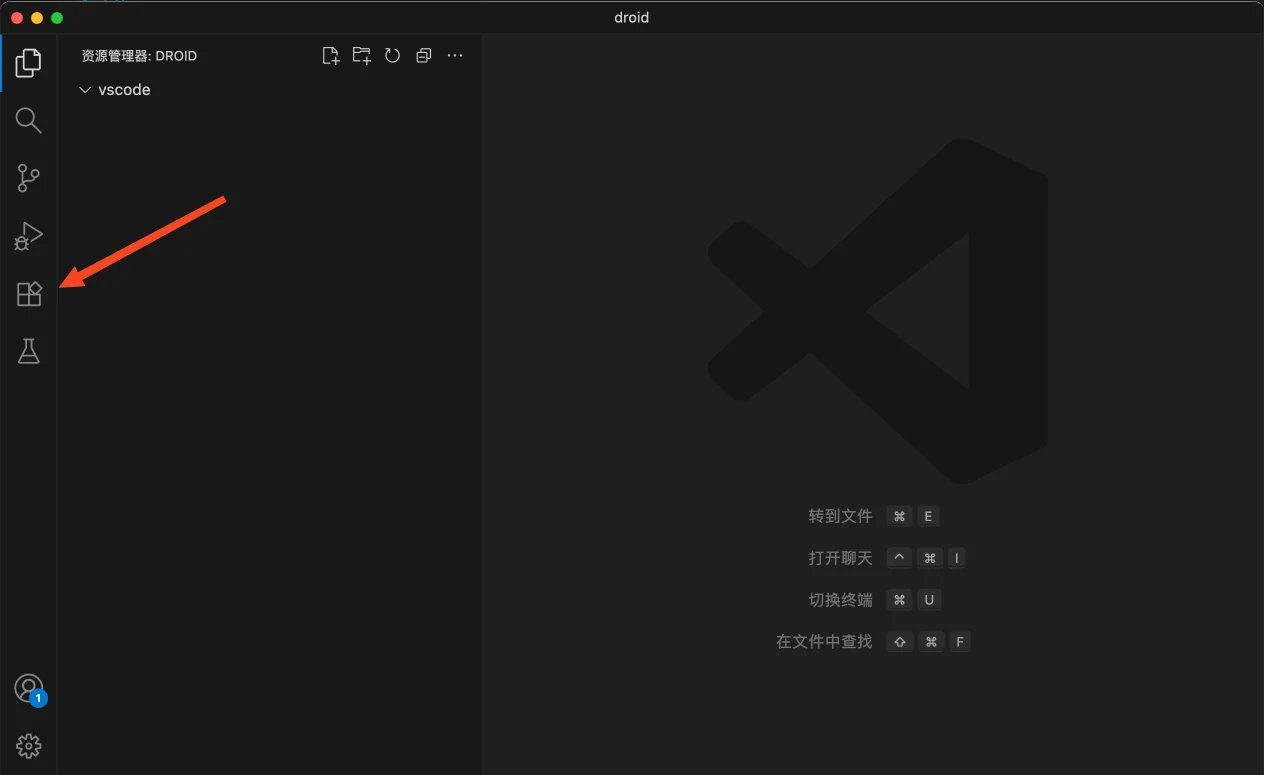 droid
资源管理器: DROID
vscode
转到文件 ⌘ E
打开聊天 ^ ⌘ I
切换终端 ⌘ U
在文件中查找 ⇧ ⌘ F
1